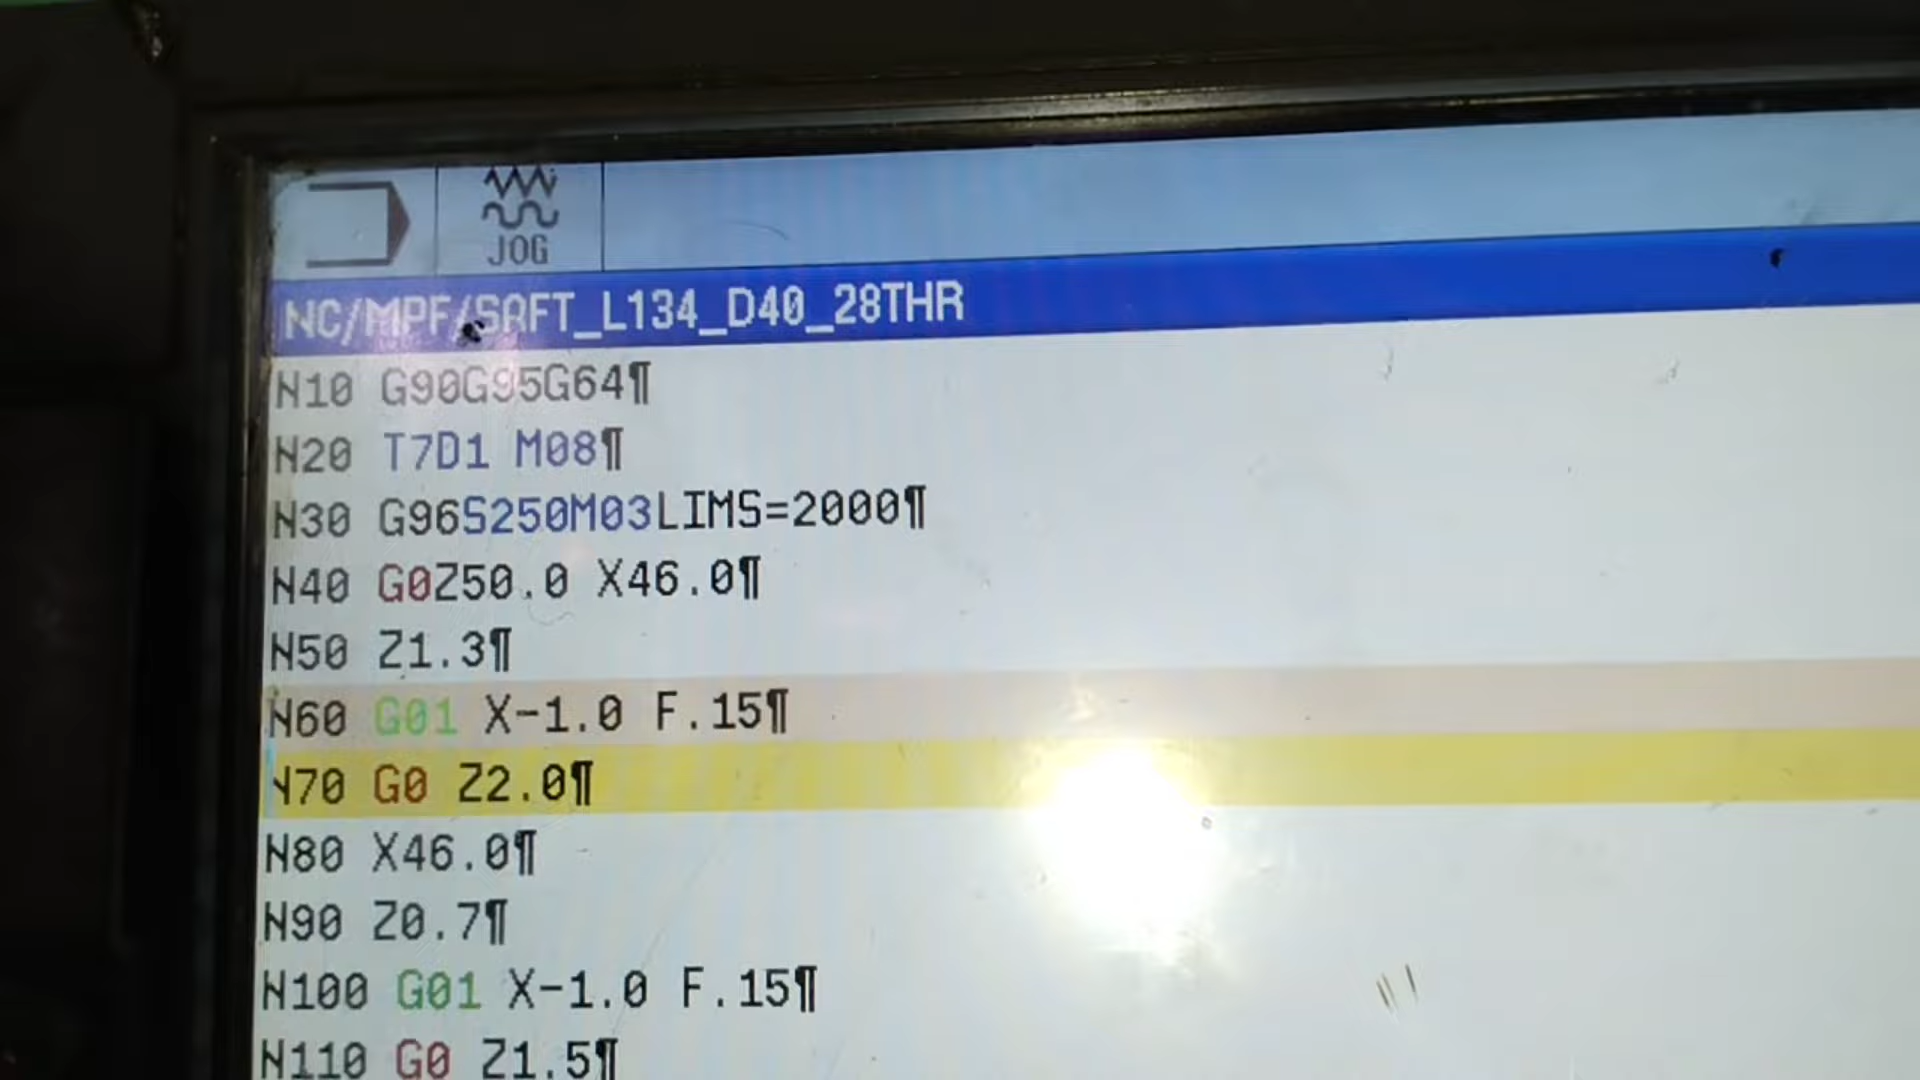 JOG
NC/MPF/SAFT_L134_D40_28THR
N10 G90G95G64¶
N20 T7D1 M08¶
N30 G96S250M03LIMS=2000¶
N40 G0Z50.0 X46.0¶
N50 Z1.3¶
N60 G01 X-1.0 F.15¶
N70 G0 Z2.0¶
N80 X46.0¶
N90 Z0.7¶
N100 G01 X-1.0 F.15¶
N110 G0 Z1.5¶